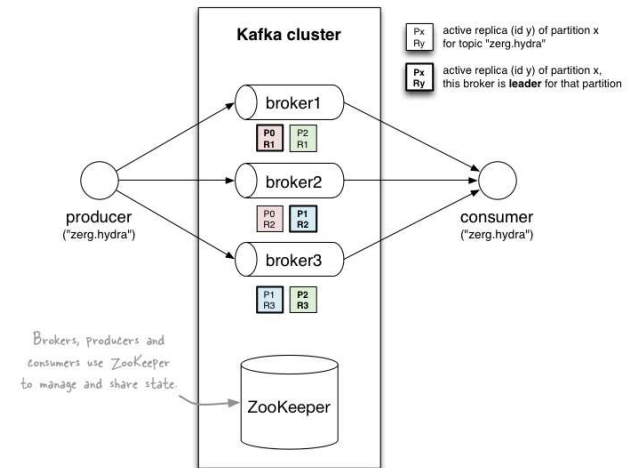 Kafka cluster
Px
Ry
active replica (id y) of partition x
for topic "zerg.hydra"
Px
Ry
active replica (id y) of partition x,
this broker is leader for that partition
broker1
P0
R1
P2
R1
broker2
P0
R2
P1
R2
broker3
P1
R3
P2
R3
producer
("zerg.hydra")
consumer
("zerg.hydra")
Brokers, producers and
consumers use ZooKeeper
to manage and share state.
ZooKeeper